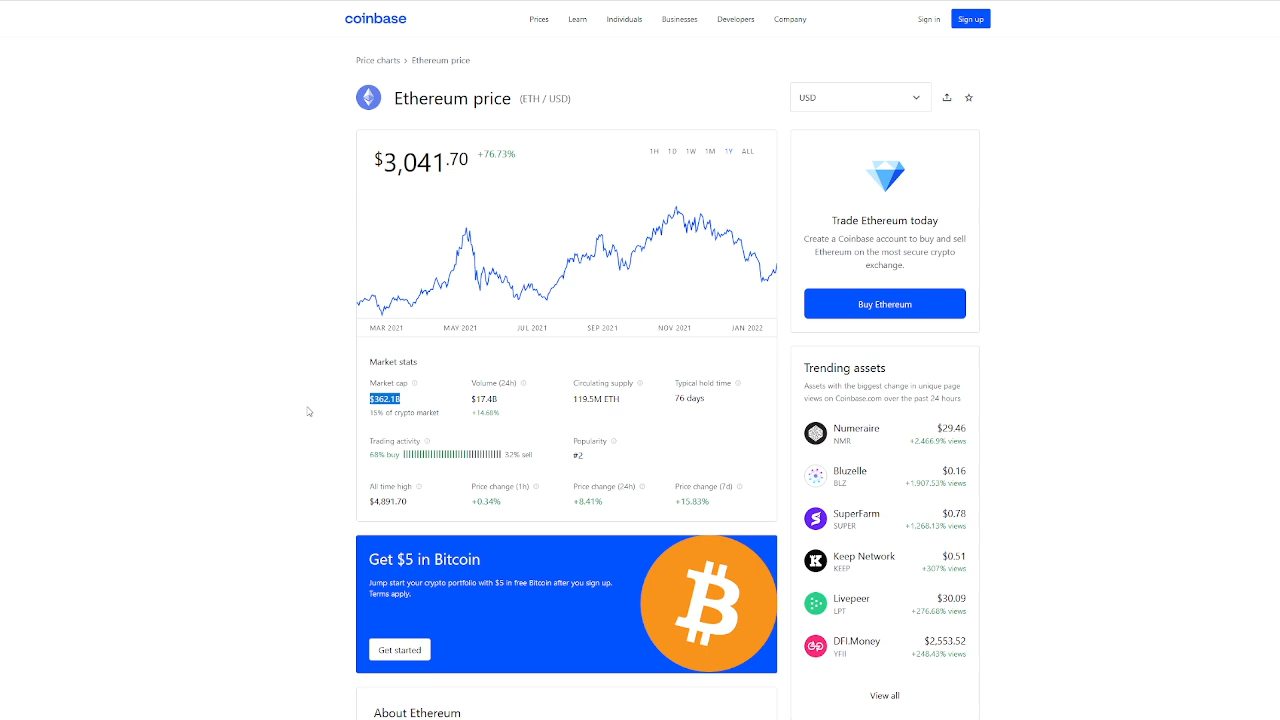 coinbase
Prices Learn Individuals Businesses Developers Company
Sign in Sign up
Price charts › Ethereum price
Ethereum price (ETH / USD)
USD
$3,041.70 +76.73%
1H 1D 1W 1M 1Y ALL
MAR 2021 MAY 2021 JUL 2021 SEP 2021 NOV 2021 JAN 2022
Market stats
Market cap Volume (24h) Circulating supply Typical hold time
$362.1B $17.4B 119.5M ETH 76 days
15% of crypto market +14.68%
Trading activity Popularity
68% buy 32% sell #2
All time high Price change (1h) Price change (24h) Price change (7d)
$4,891.70 +0.34% +8.41% +15.83%
Get $5 in Bitcoin
Jump start your crypto portfolio with $5 in free Bitcoin after you sign up.
Terms apply.
Get started
About Ethereum
Trade Ethereum today
Create a Coinbase account to buy and sell
Ethereum on the most secure crypto
exchange.
Buy Ethereum
Trending assets
Assets with the biggest change in unique page
views on Coinbase.com over the past 24 hours
Numeraire $29.46
NMR +2,466.9% views
Bluzelle $0.16
BLZ +1,907.53% views
SuperFarm $0.78
SUPER +1,268.13% views
Keep Network $0.51
KEEP +307% views
Livepeer $30.09
LPT +276.68% views
DFI.Money $2,553.52
YFII +248.43% views
View all